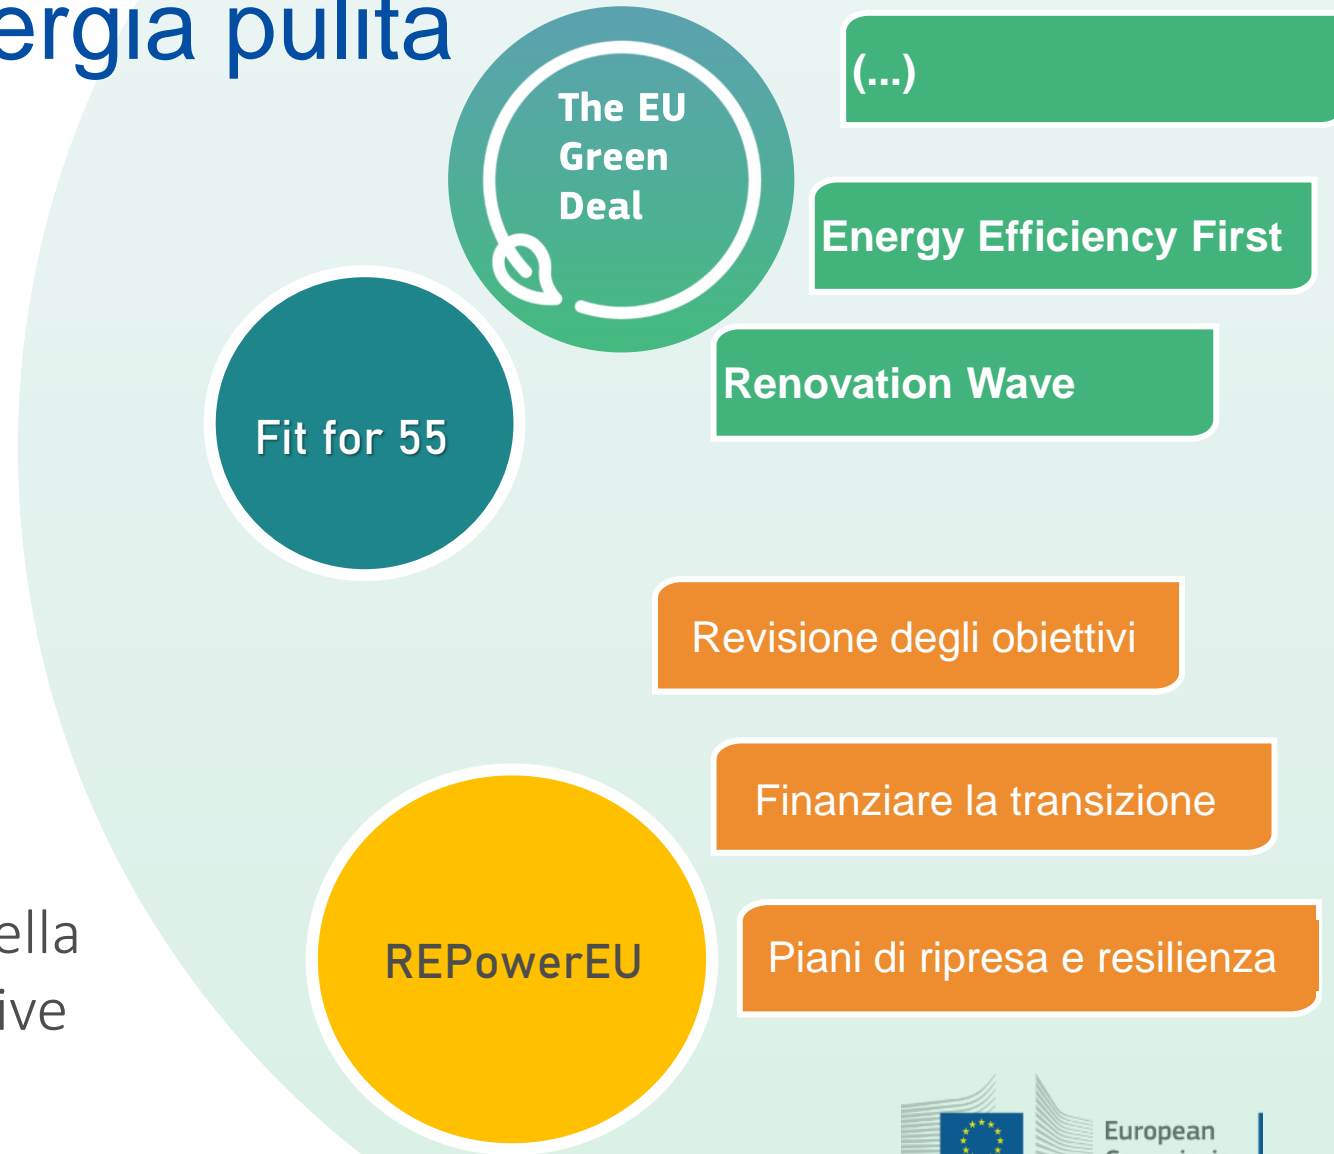 ergia pulita
The EU
Green
Deal
(...)
Energy Efficiency First
Renovation Wave
Fit for 55
Revisione degli obiettivi
Finanziare la transizione
REPowerEU
Piani di ripresa e resilienza
ella
ive
European